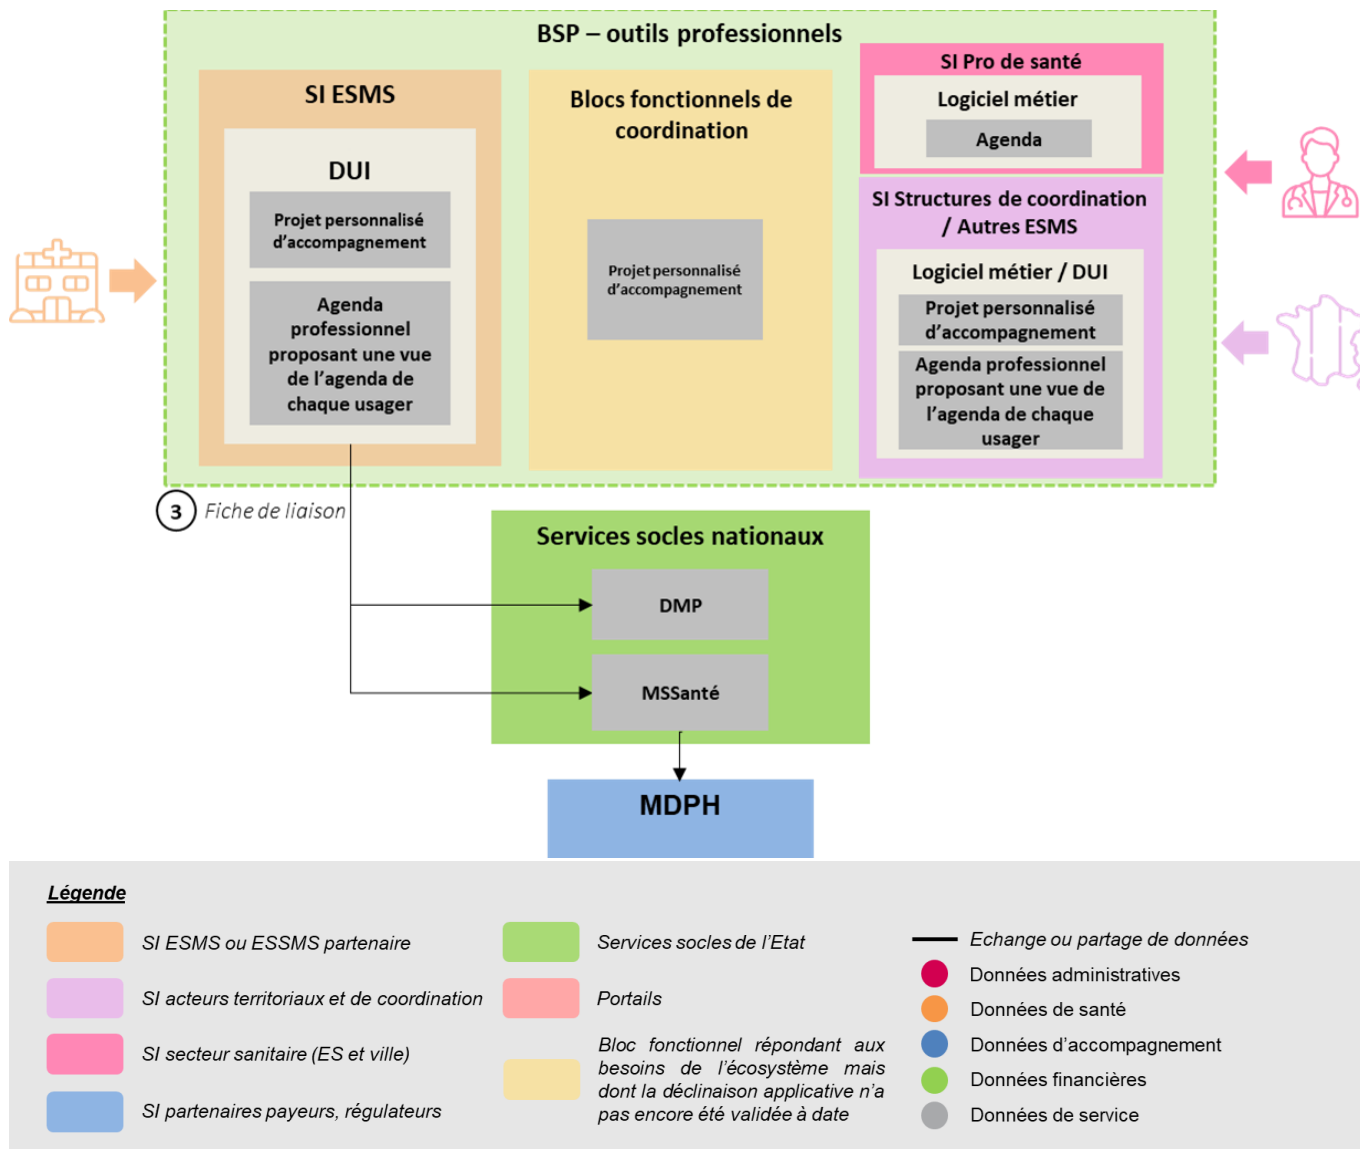 BSP – outils professionnels
SI ESMS
DUI
Projet personnalisé
d’accompagnement
Agenda
professionnel
proposant une vue
de l’agenda de
chaque usager
Blocs fonctionnels de
coordination
Projet personnalisé
d’accompagnement
SI Pro de santé
Logiciel métier
Agenda
SI Structures de coordination
/ Autres ESMS
Logiciel métier / DUI
Projet personnalisé
d’accompagnement
Agenda professionnel
proposant une vue de
l’agenda de chaque
usager
3 Fiche de liaison
Services socles nationaux
DMP
MSSanté
MDPH
Légende
SI ESMS ou ESSMS partenaire
SI acteurs territoriaux et de coordination
SI secteur sanitaire (ES et ville)
SI partenaires payeurs, régulateurs
Services socles de l’Etat
Portails
Bloc fonctionnel répondant aux
besoins de l’écosystème mais
dont la déclinaison applicative n’a
pas encore été validée à date
Echange ou partage de données
Données administratives
Données de santé
Données d’accompagnement
Données financières
Données de service